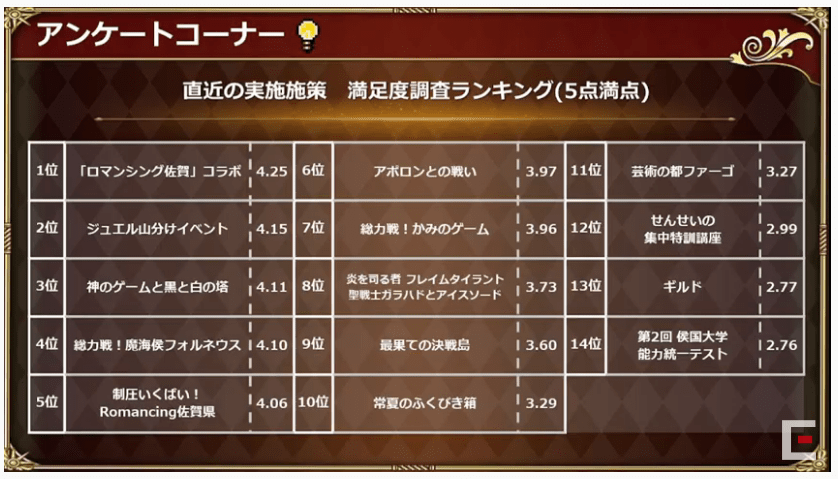 アンケートコーナー
直近の実施施策　満足度調査ランキング(5点満点)
1位 「ロマンシング佐賀」コラボ 4.25
2位 ジュエル山分けイベント 4.15
3位 神のゲームと黒と白の塔 4.11
4位 総力戦！魔海侯フォルネウス 4.10
5位 制圧いくばい！
Romancing佐賀県 4.06
6位 アポロンとの戦い 3.97
7位 総力戦！かみのゲーム 3.96
8位 炎を司る者 フレイムタイラント
聖戦士ガラハドとアイスソード 3.73
9位 最果ての決戦島 3.60
10位 常夏のふくびき箱 3.29
11位 芸術の都ファーゴ 3.27
12位 せんせいの
集中特訓講座 2.99
13位 ギルド 2.77
14位 第2回 侯国大学
能力統一テスト 2.76